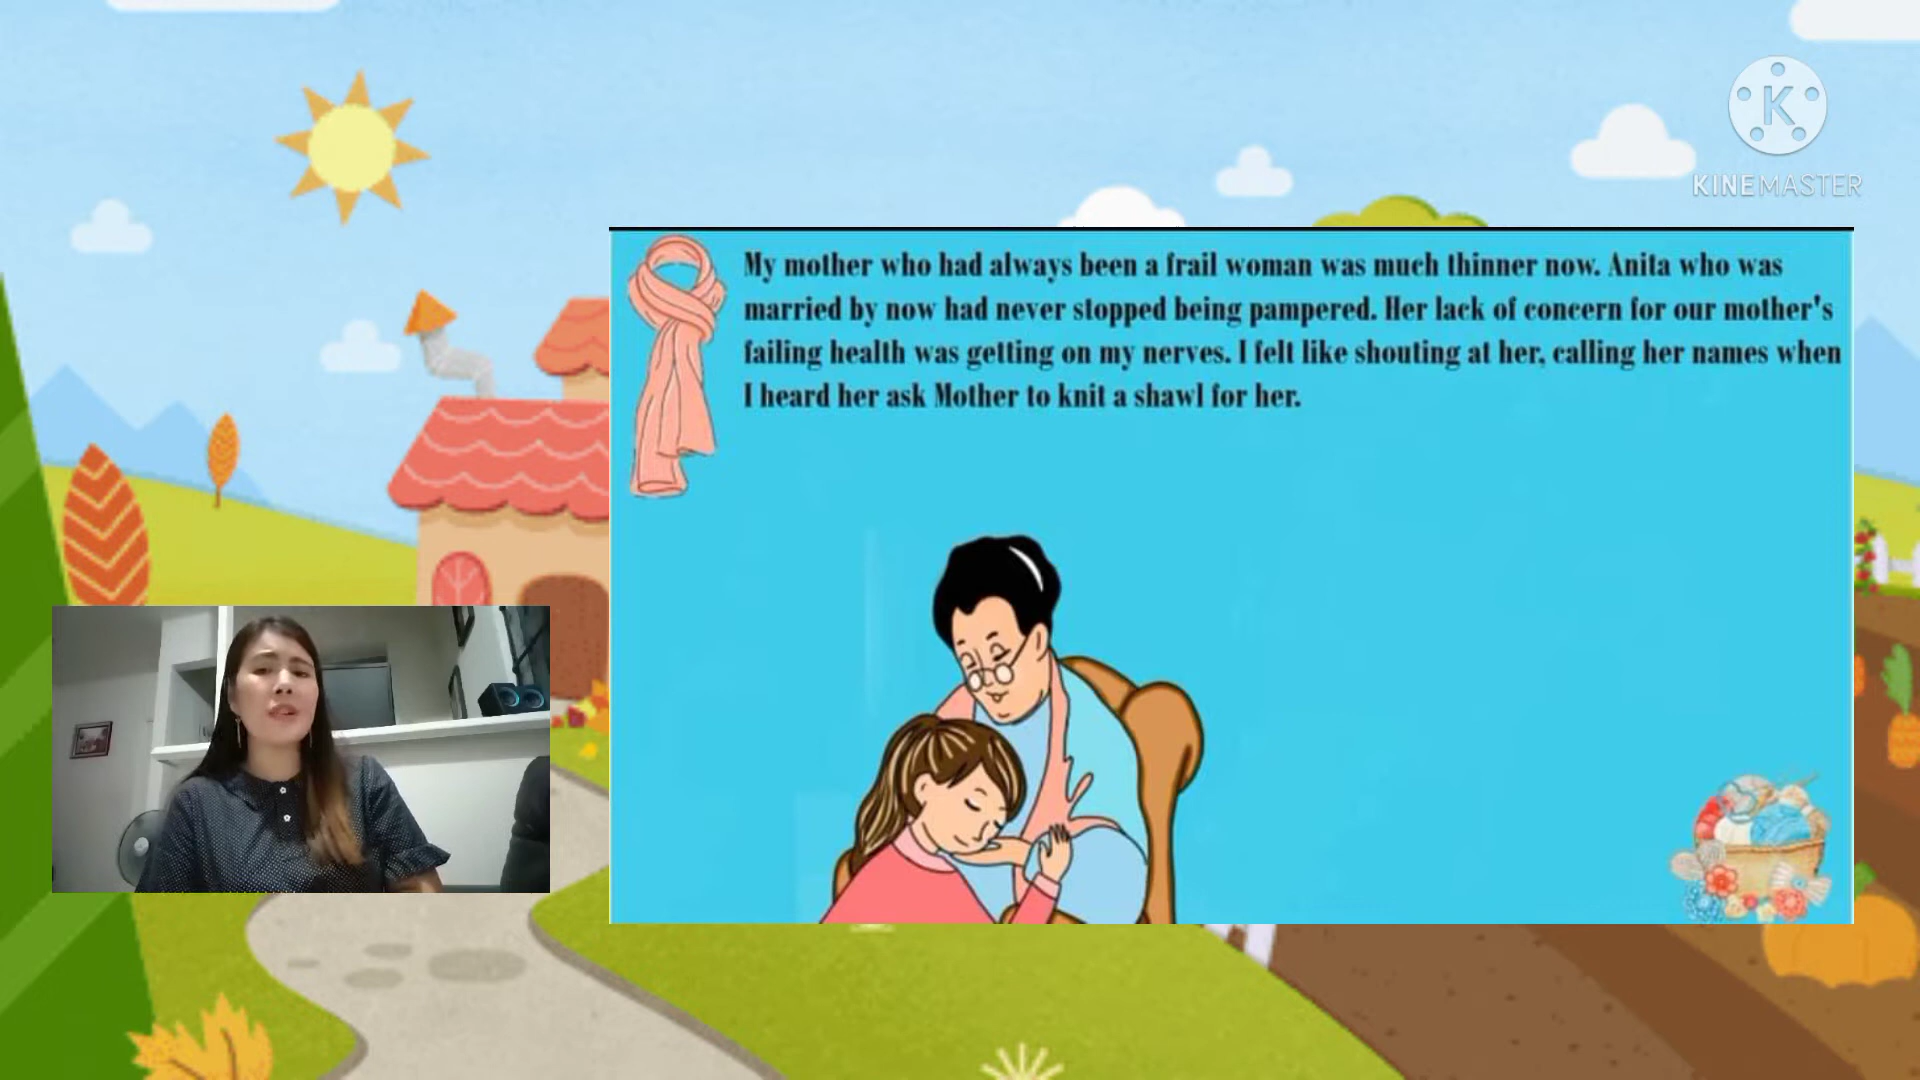 K
KINEMASTER
My mother who had always been a frail woman was much thinner now. Anita who was
married by now had never stopped being pampered. Her lack of concern for our mother's
failing health was getting on my nerves. I felt like shouting at her, calling her names when
I heard her ask Mother to knit a shawl for her.